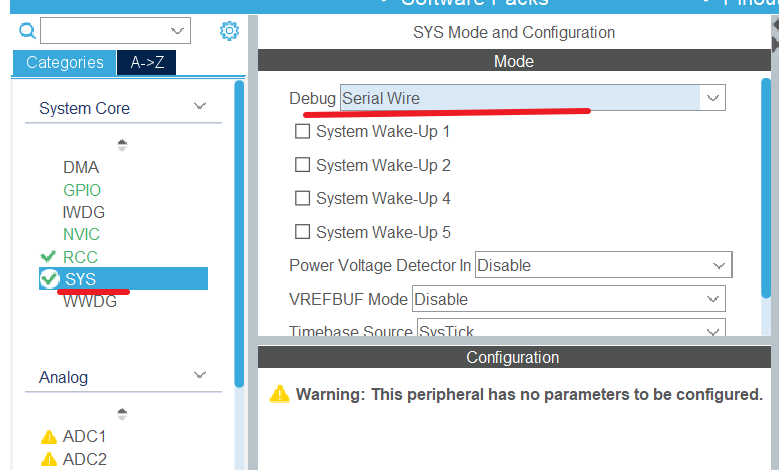 Software Packs
Pinout
SYS Mode and Configuration
Categories
A->Z
Mode
System Core
Debug Serial Wire
System Wake-Up 1
System Wake-Up 2
System Wake-Up 4
System Wake-Up 5
Power Voltage Detector In Disable
VREFBUF Mode Disable
Timebase Source SysTick
DMA
GPIO
IWDG
NVIC
RCC
SYS
WWDG
Configuration
Warning: This peripheral has no parameters to be configured.
Analog
ADC1
ADC2